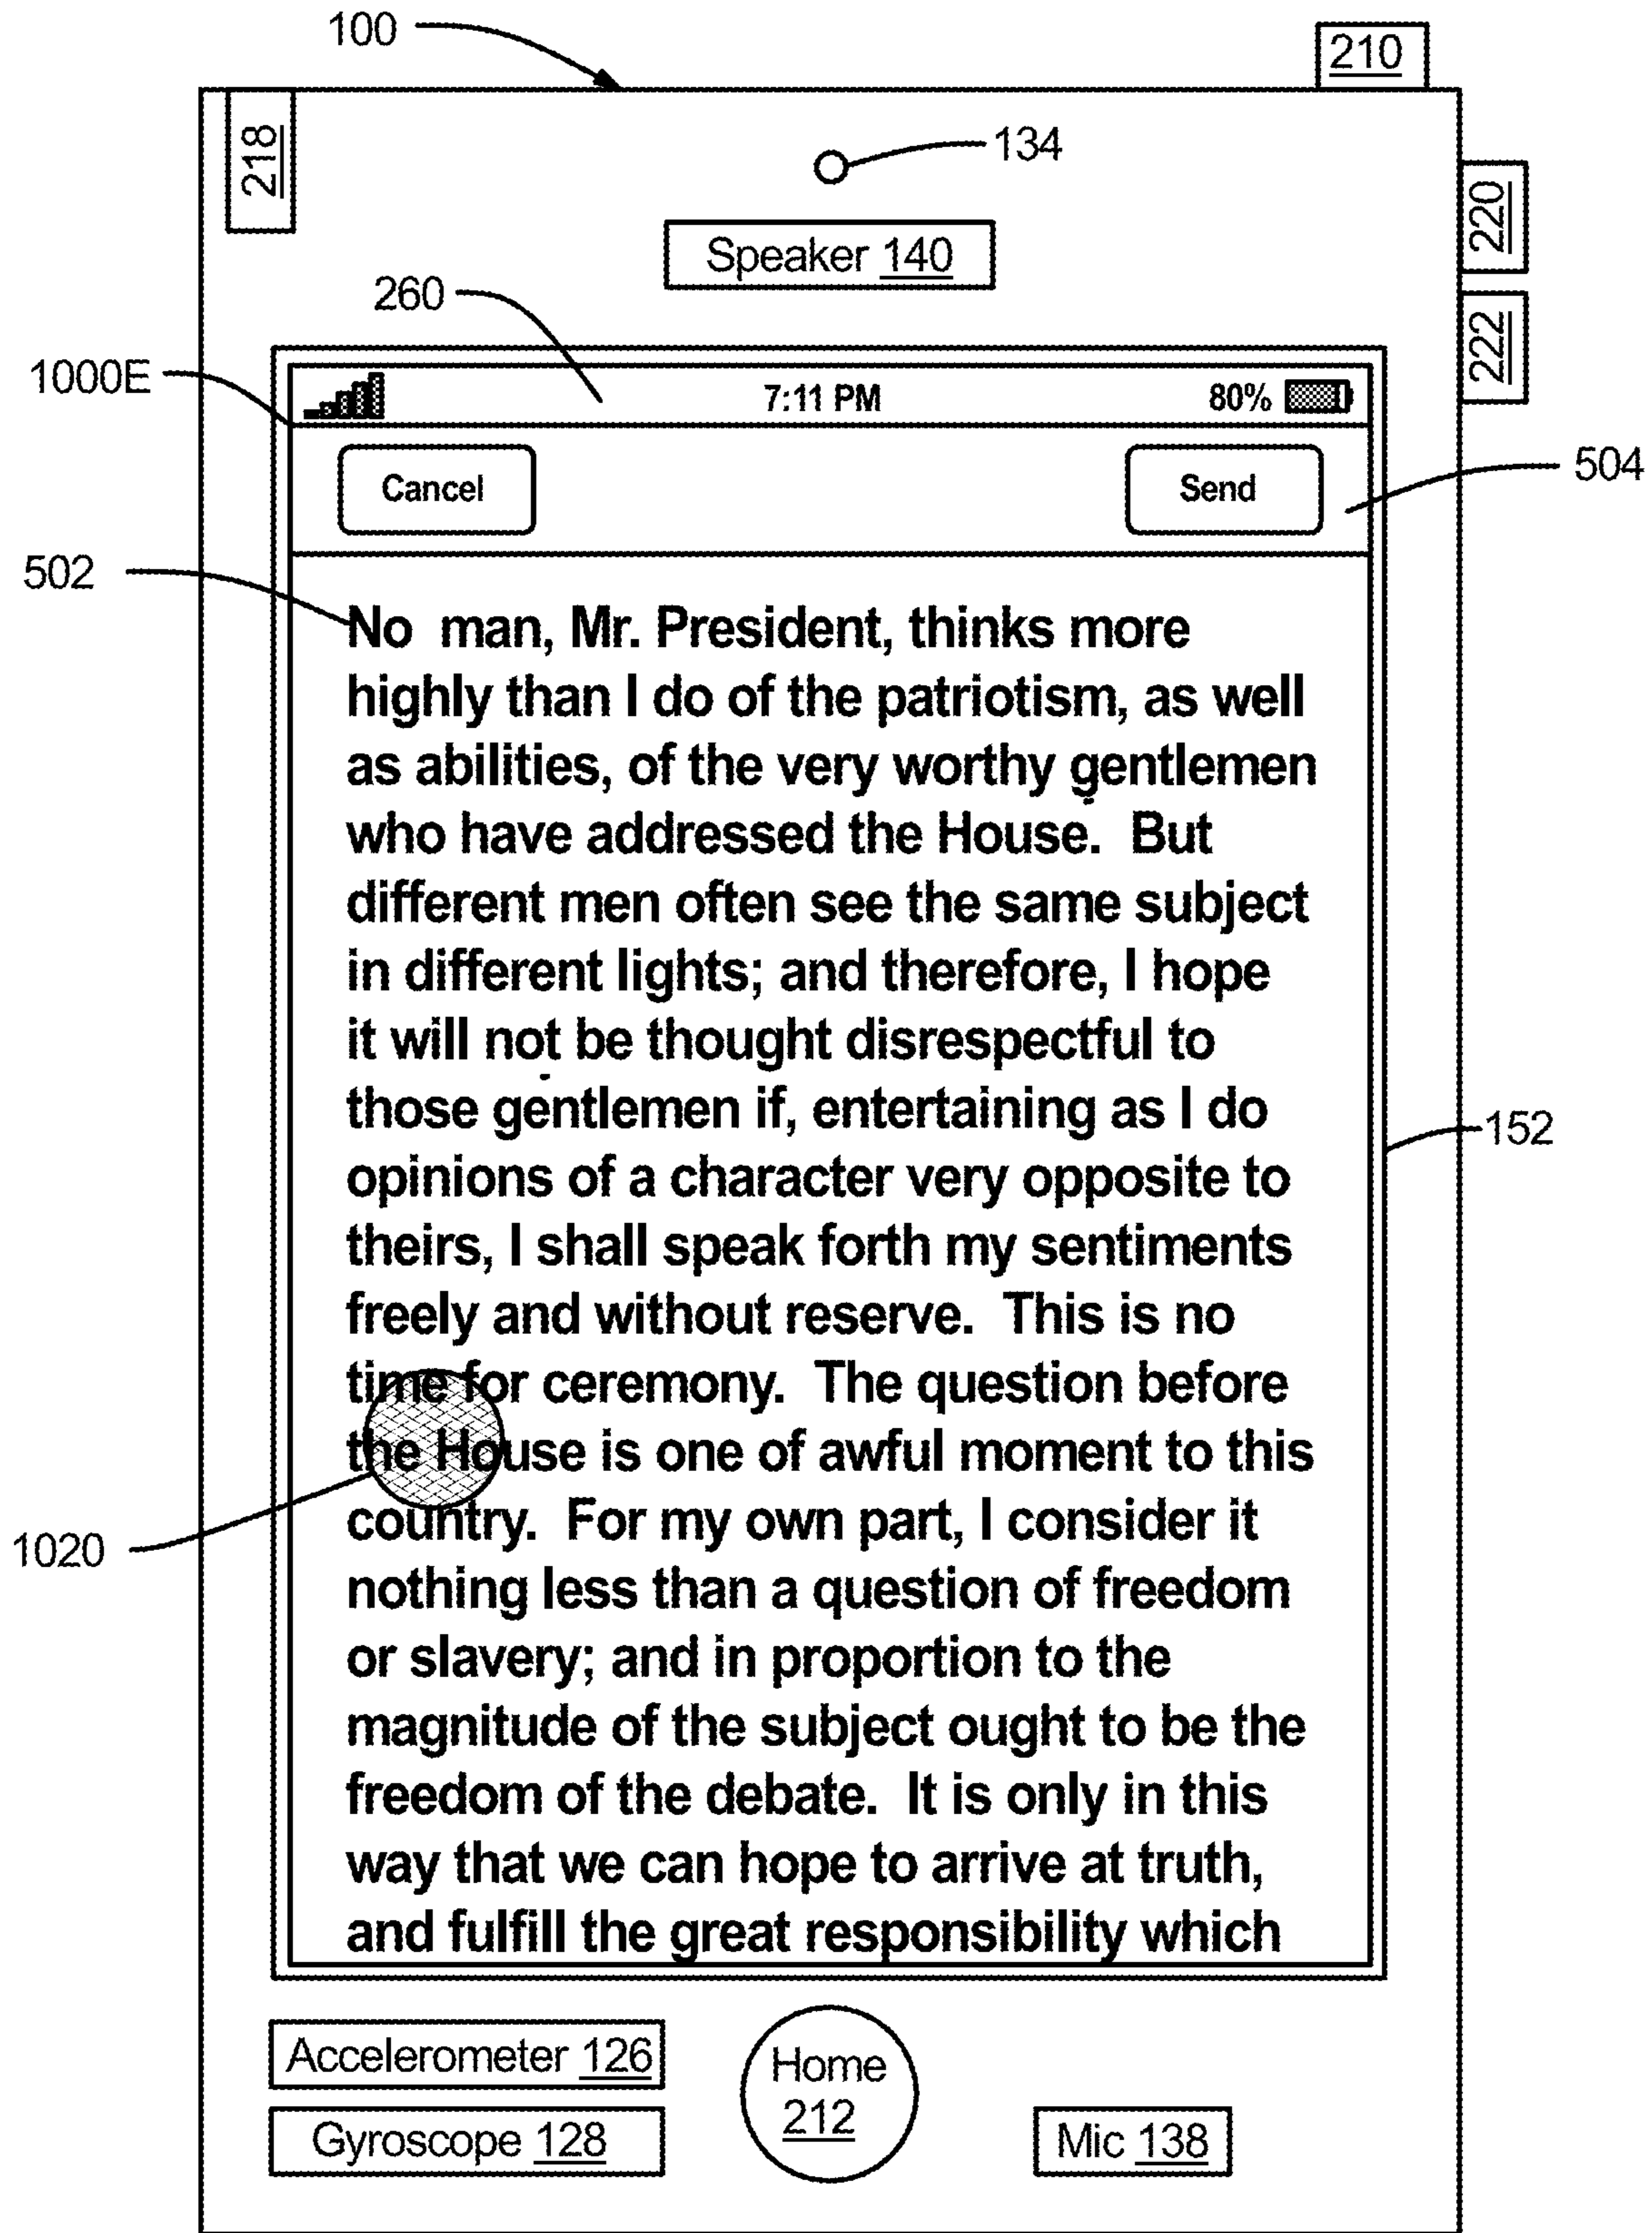 100
210
218
134
220
Speaker 140
260
222
1000E
7:11 PM
80%
Cancel
Send
504
502
No man, Mr. President, thinks more
highly than I do of the patriotism, as well
as abilities, of the very worthy gentlemen
who have addressed the House. But
different men often see the same subject
in different lights; and therefore, I hope
it will not be thought disrespectful to
those gentlemen if, entertaining as I do
152
opinions of a character very opposite to
theirs, I shall speak forth my sentiments
freely and without reserve. This is no
time for ceremony. The question before
the House is one of awful moment to this
country. For my own part, I consider it
1020
nothing less than a question of freedom
or slavery; and in proportion to the
magnitude of the subject ought to be the
freedom of the debate. It is only in this
way that we can hope to arrive at truth,
and fulfill the great responsibility which
Accelerometer 126
Home
212
Gyroscope 128
Mic 138